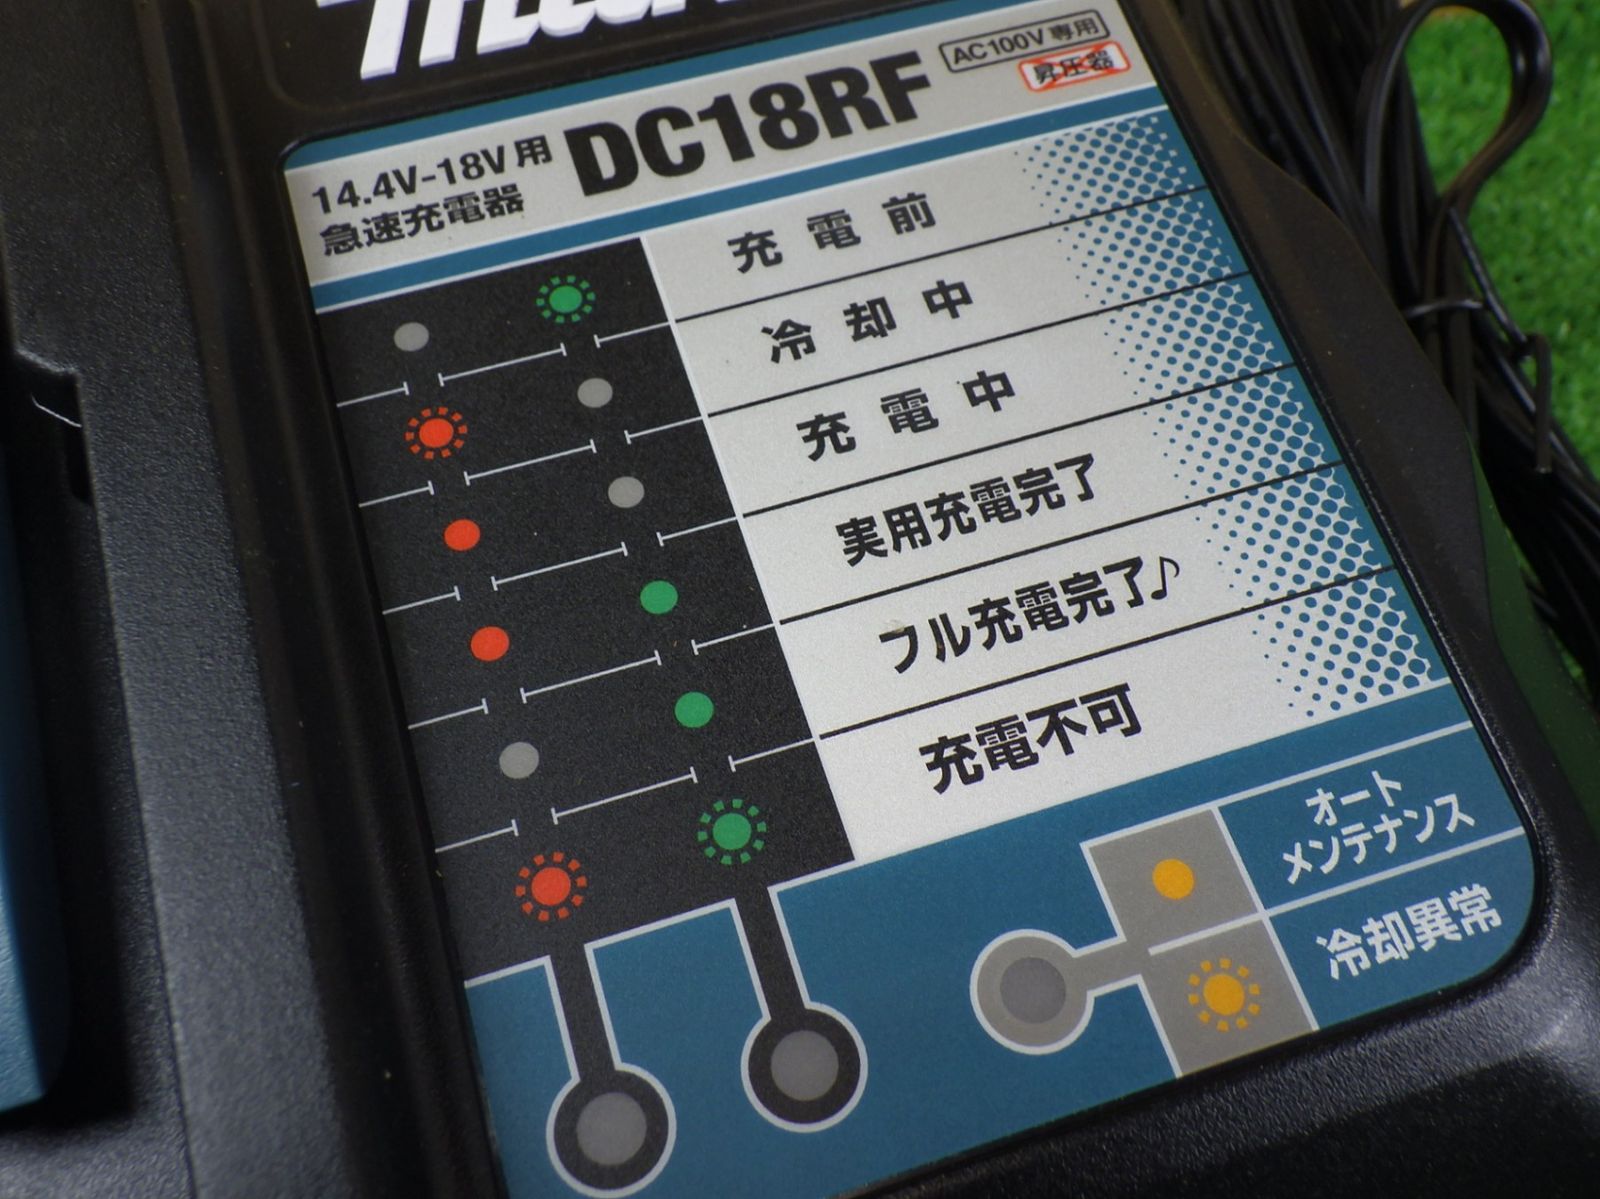 AC100V専用
昇圧器
14.4V-18V用
急速充電器
DC18RF
充電前
冷却中
充電中
実用充電完了
フル充電完了♪
充電不可
オート
メンテナンス
冷却異常